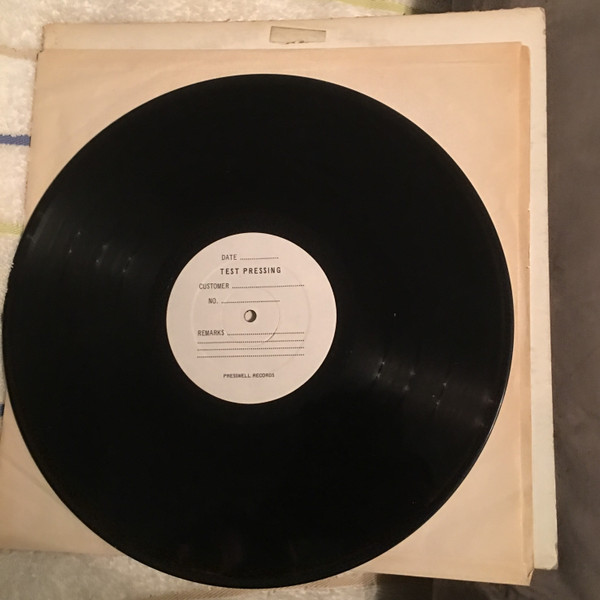 DATE ..............
TEST PRESSING
CUSTOMER ..........................
NO. .....................
REMARKS ............................
PRESSWELL RECORDS